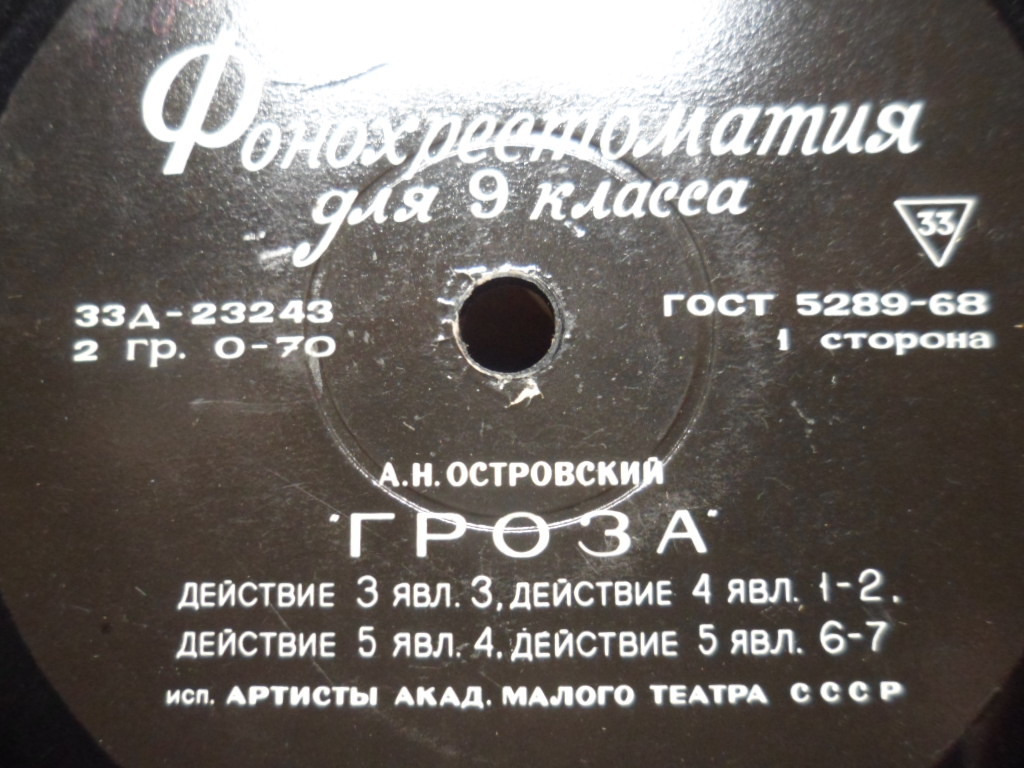 Фонохрестоматия
для 9 класса
33
33Д-23243
ГОСТ 5289-68
2 гр. 0-70
1 сторона
А.Н. ОСТРОВСКИЙ
"ГРОЗА"
ДЕЙСТВИЕ 3 ЯВЛ. 3, ДЕЙСТВИЕ 4 ЯВЛ. 1-2.
ДЕЙСТВИЕ 5 ЯВЛ. 4, ДЕЙСТВИЕ 5 ЯВЛ. 6-7
исп. АРТИСТЫ АКАД. МАЛОГО ТЕАТРА СССР